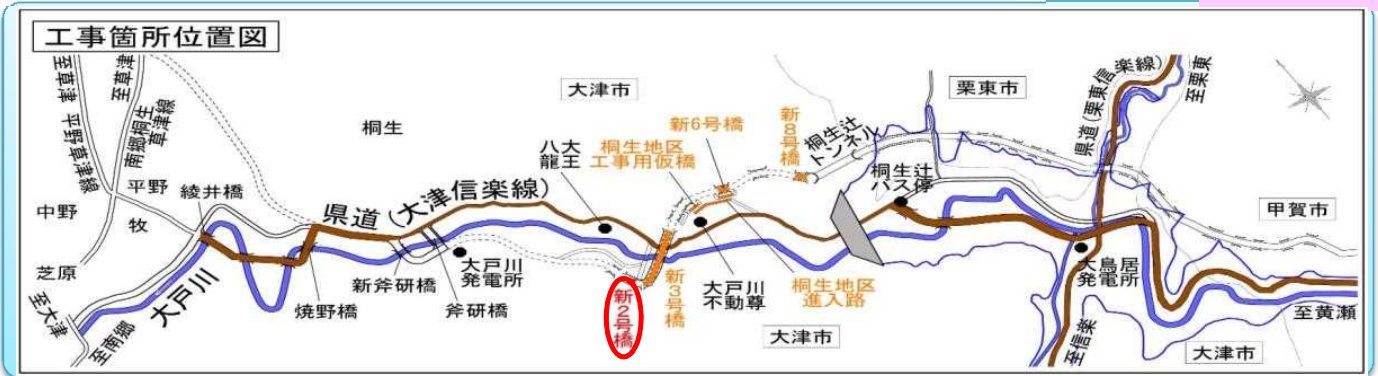 工事箇所位置図
至草津 平野草津線
至草津
南郷桐生
草津線
平野
中野
牧
芝原
綾井橋
至大津
至南郷
大戸川
桐生
県道(大津信楽線)
焼野橋
新斧研橋
斧研橋
大戸川
発電所
八大
龍王
大津市
桐生地区
工事用仮橋
新6号橋
新8号橋
桐生辻
トンネル
新2号橋
新3号橋
大戸川
不動尊
桐生地区
進入路
大津市
桐生辻
バス停
栗東市
県道(栗東信楽線)
至栗東
甲賀市
大鳥居
発電所
至信楽
至黄瀬
大津市